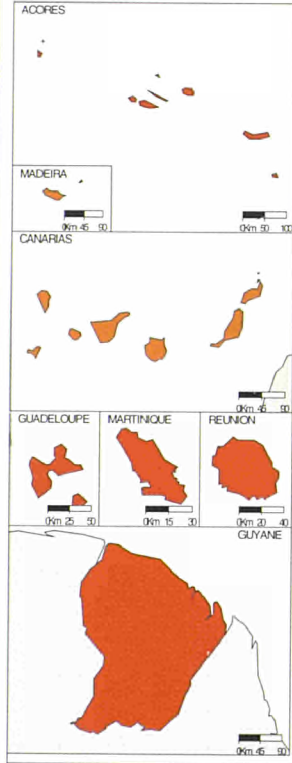 ACORES
MADEIRA
0Km 45 90
0Km 50 100
CANARIAS
0Km 45 90
GUADELOUPE
0Km 25 50
MARTINIQUE
0Km 15 30
REUNION
0Km 20 40
GUYANE
0Km 45 90